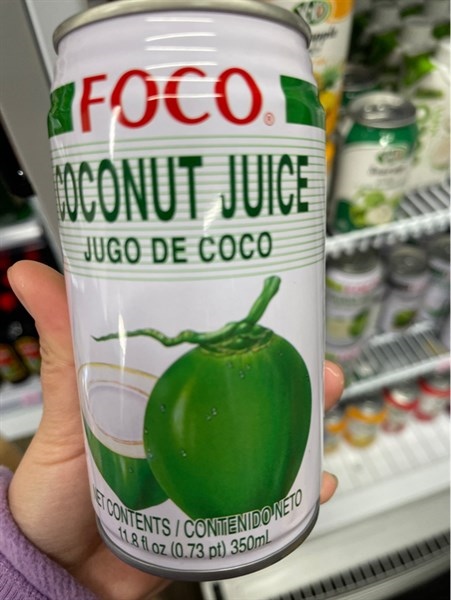 FOCO®
COCONUT JUICE
JUGO DE COCO
NET CONTENTS / CONTENIDO NETO
11.8 fl oz (0.73 pt) 350mL